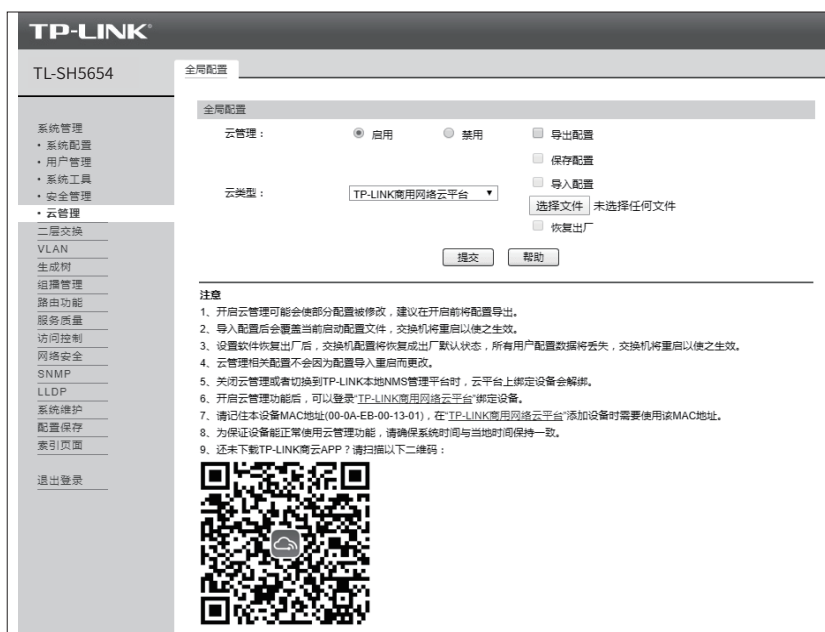 TP-LINK®
TL-SH5654
全局配置
系统管理
• 系统配置
• 用户管理
• 系统工具
• 安全管理
• 云管理
二层交换
VLAN
生成树
组播管理
路由功能
服务质量
访问控制
网络安全
SNMP
LLDP
系统维护
配置保存
索引页面
退出登录
全局配置
云管理： 启用 禁用 导出配置
保存配置
导入配置
云类型： TP-LINK商用网络云平台
选择文件 未选择任何文件
恢复出厂
提交 帮助
注意
1、开启云管理可能会使部分配置被修改，建议在开启前将配置导出。
2、导入配置后会覆盖当前启动配置文件，交换机将重启以使之生效。
3、设置软件恢复出厂后，交换机配置将恢复成出厂默认状态，所有用户配置数据将丢失，交换机将重启以使之生效。
4、云管理相关配置不会因为配置导入重启而更改。
5、关闭云管理或者切换到TP-LINK本地NMS管理平台时，云平台上绑定设备会解绑。
6、开启云管理功能后，可以登录“TP-LINK商用网络云平台”绑定设备。
7、请记住本设备MAC地址(00-0A-EB-00-13-01)，在“TP-LINK商用网络云平台”添加设备时需要使用该MAC地址。
8、为保证设备能正常使用云管理功能，请确保系统时间与当地时间保持一致。
9、还未下载TP-LINK商云APP？请扫描以下二维码：